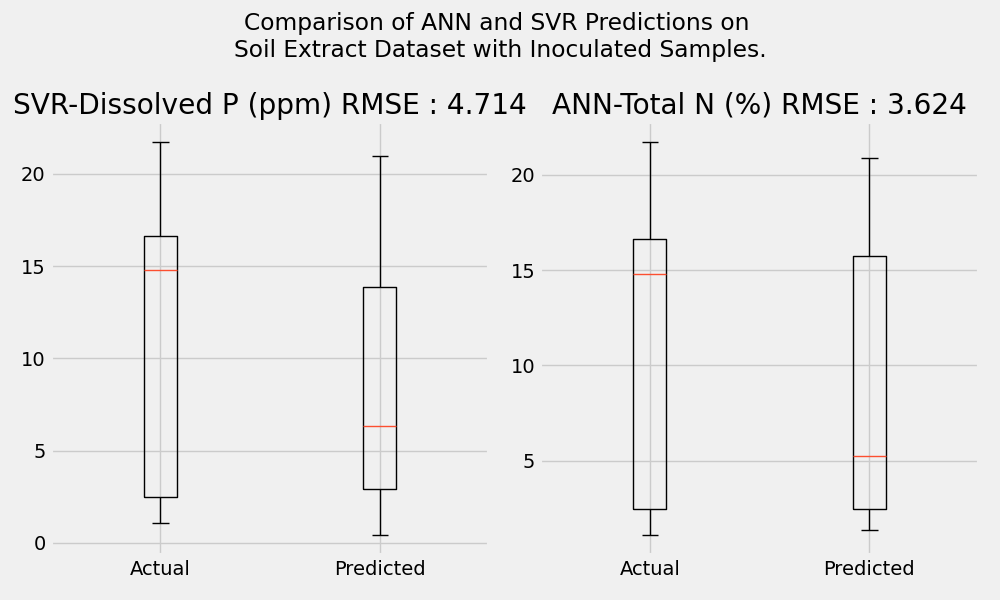 Comparison of ANN and SVR Predictions on
Soil Extract Dataset with Inoculated Samples.
SVR-Dissolved P (ppm) RMSE : 4.714
20
15
10
5
0
Actual Predicted
ANN-Total N (%) RMSE : 3.624
20
15
10
5
Actual Predicted